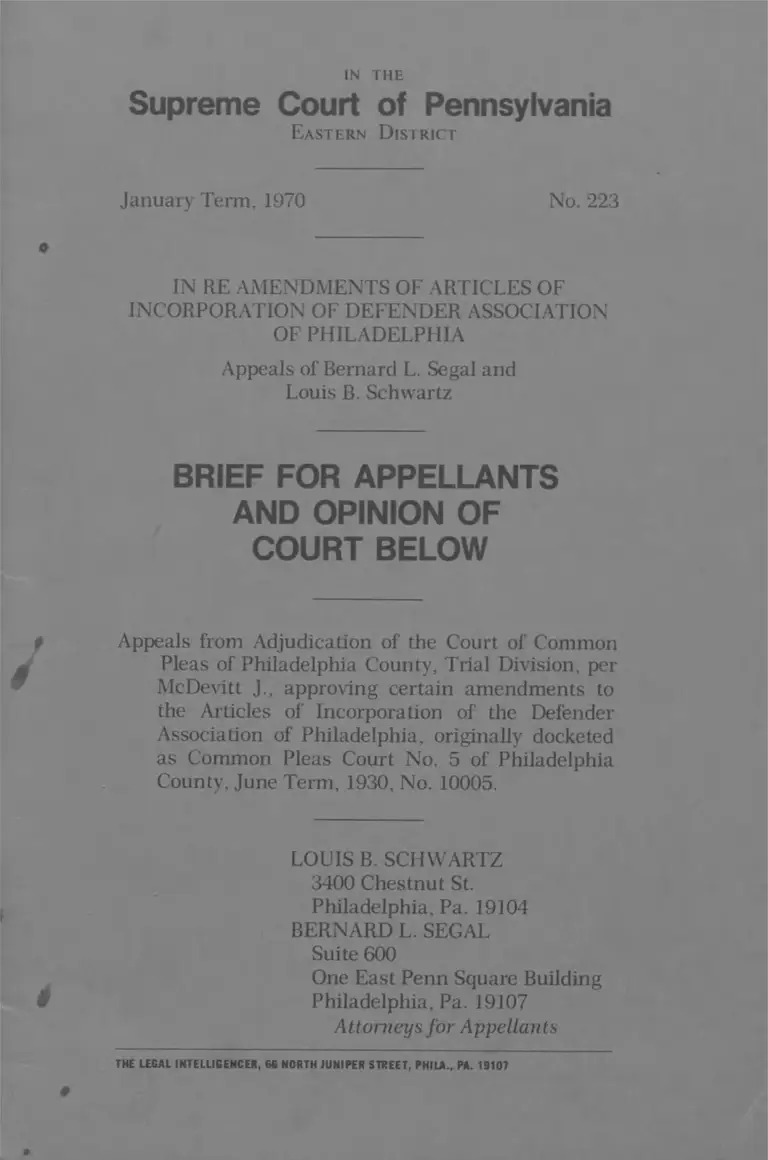 IN THE
Supreme Court of Pennsylvania
EASTERN DISTRICT
January Term, 1970 No. 223
IN RE AMENDMENTS OF ARTICLES OF
INCORPORATION OF DEFENDER ASSOCIATION
OF PHILADELPHIA
Appeals of Bernard L. Segal and
Louis B. Schwartz
BRIEF FOR APPELLANTS
AND OPINION OF
COURT BELOW
Appeals from Adjudication of the Court of Common
Pleas of Philadelphia County, Trial Division, per
McDevitt J., approving certain amendments to
the Articles of Incorporation of the Defender
Association of Philadelphia, originally docketed
as Common Pleas Court No. 5 of Philadelphia
County, June Term, 1930, No. 10005.
LOUIS B. SCHWARTZ
3400 Chestnut St.
Philadelphia, Pa. 19104
BERNARD L. SEGAL
Suite 600
One East Penn Square Building
Philadelphia, Pa. 19107
Attorneys for Appellants
THE LEGAL INTELLIGENCER, 66 NORTH JUNIPER STREET, PHILA., PA. 19107